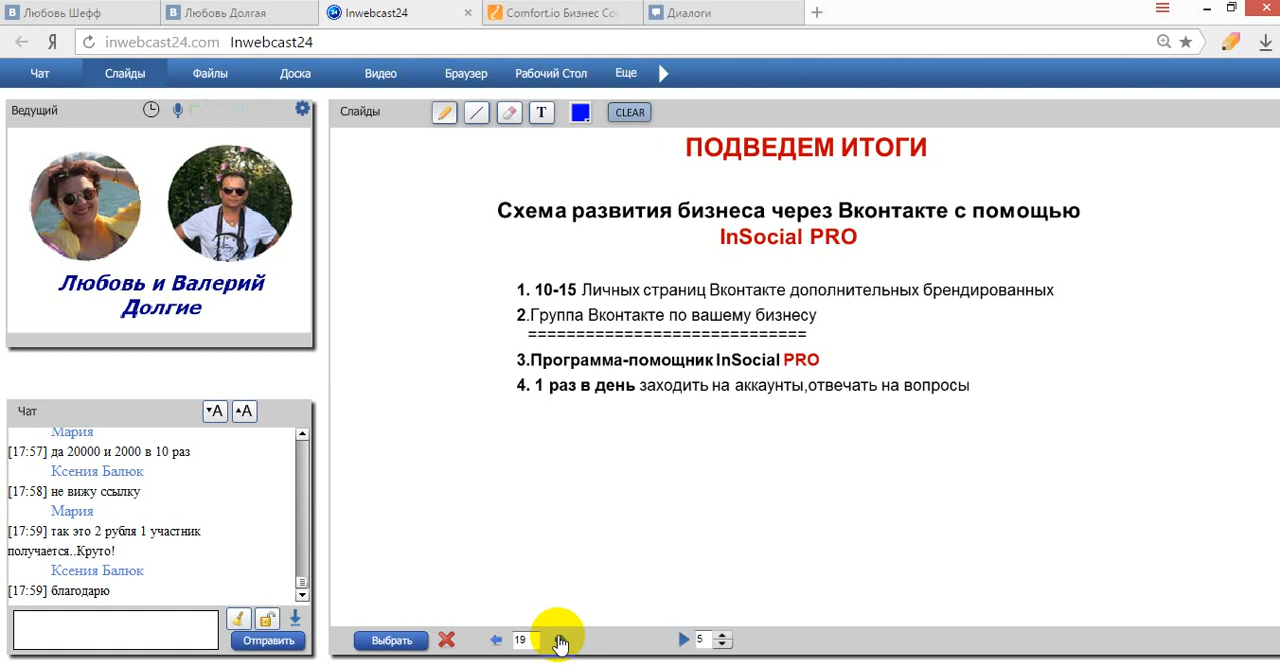 Любовь Шефф
Любовь Долгая
Inwebcast24
Comfort.io Бизнес Со
Диалоги
inwebcast24.com Inwebcast24
Чат
Слайды
Файлы
Доска
Видео
Браузер
Рабочий Стол
Еще
Ведущий
Любовь и Валерий
Долгие
Слайды
T
CLEAR
ПОДВЕДЕМ ИТОГИ
Схема развития бизнеса через Вконтакте с помощью
InSocial PRO
1. 10-15 Личных страниц Вконтакте дополнительных брендированных
2.Группа Вконтакте по вашему бизнесу
============================
3.Программа-помощник InSocial PRO
4. 1 раз в день заходить на аккаунты,отвечать на вопросы
Чат
▾A ▴A
Мария
[17:57] да 20000 и 2000 в 10 раз
Ксения Балюк
[17:58] не вижу ссылку
Мария
[17:59] так это 2 рубля 1 участник
получается..Круто!
Ксения Балюк
[17:59] благодарю
Отправить
Выбрать
19
5